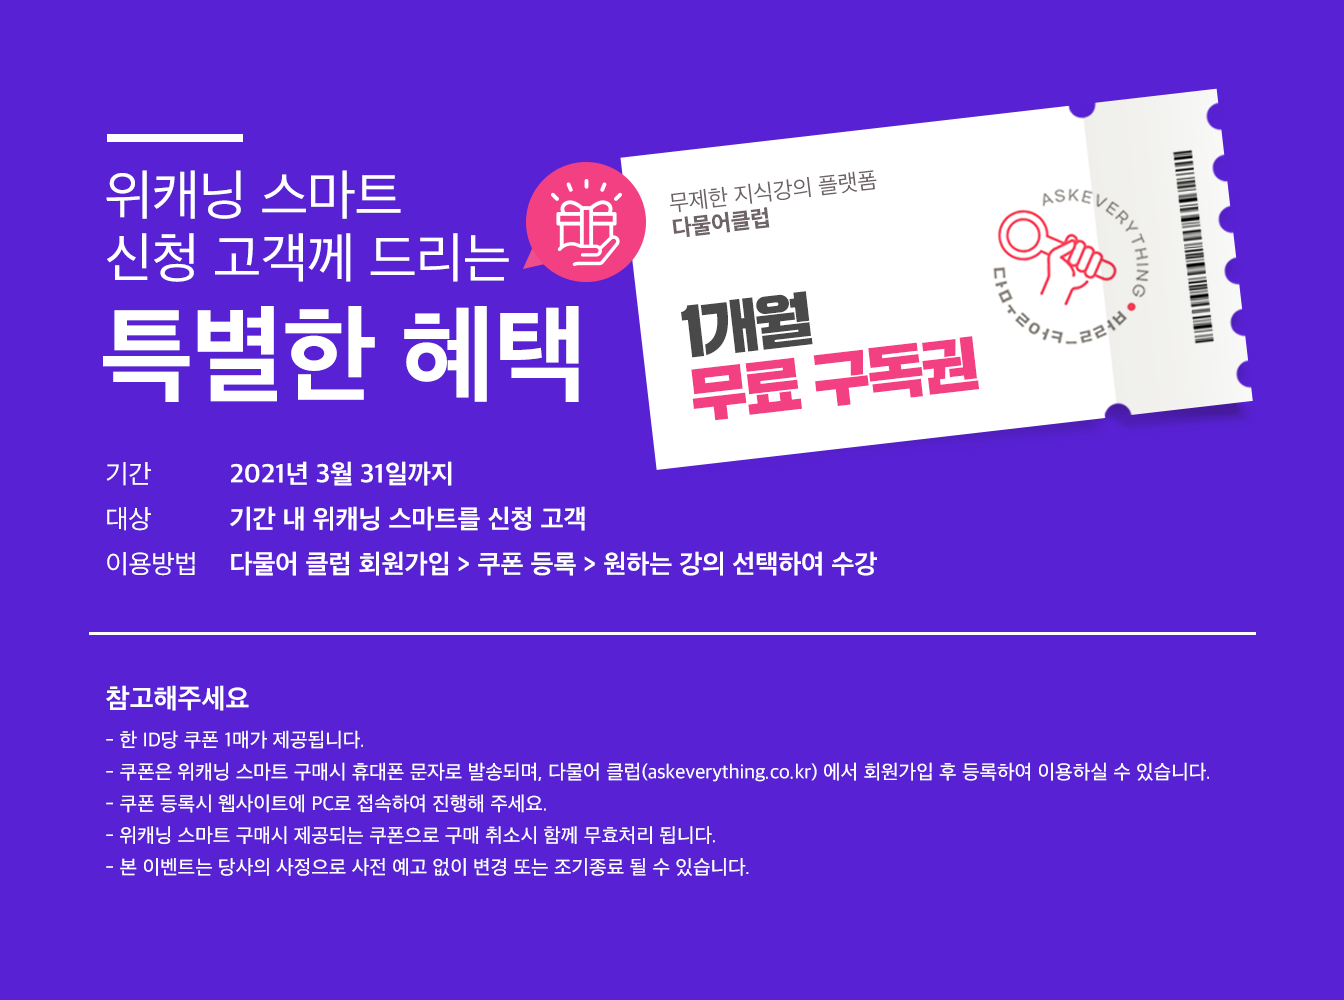 위캐닝 스마트
신청 고객께 드리는
특별한 혜택
무제한 지식강의 플랫폼
다물어클럽
1개월
무료 구독권
ASKEVERYTHING
기간 2021년 3월 31일까지
대상 기간 내 위캐닝 스마트를 신청 고객
이용방법 다물어 클럽 회원가입 > 쿠폰 등록 > 원하는 강의 선택하여 수강
참고해주세요
- 한 ID당 쿠폰 1매가 제공됩니다.
- 쿠폰은 위캐닝 스마트 구매시 휴대폰 문자로 발송되며, 다물어 클럽(askeverything.co.kr) 에서 회원가입 후 등록하여 이용하실 수 있습니다.
- 쿠폰 등록시 웹사이트에 PC로 접속하여 진행해 주세요.
- 위캐닝 스마트 구매시 제공되는 쿠폰으로 구매 취소시 함께 무효처리 됩니다.
- 본 이벤트는 당사의 사정으로 사전 예고 없이 변경 또는 조기종료 될 수 있습니다.